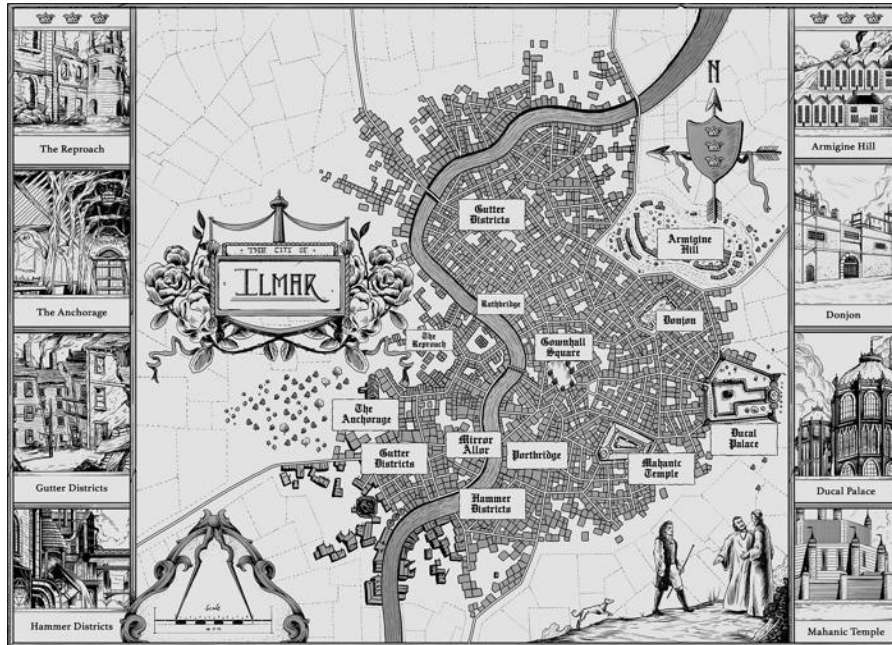 The Reproach
The Anchorage
Gutter Districts
Hammer Districts
THE CITY OF
ILMAR
N
Gutter
Districts
Armigine
Hill
Ruthbridge
The
Reproach
Gownhall
Square
Donjon
The
Anchorage
Gutter
Districts
Mirror
Allor
Portbridge
Mahanic
Temple
Ducal
Palace
Hammer
Districts
Scale
Armigine Hill
Donjon
Ducal Palace
Mahanic Temple